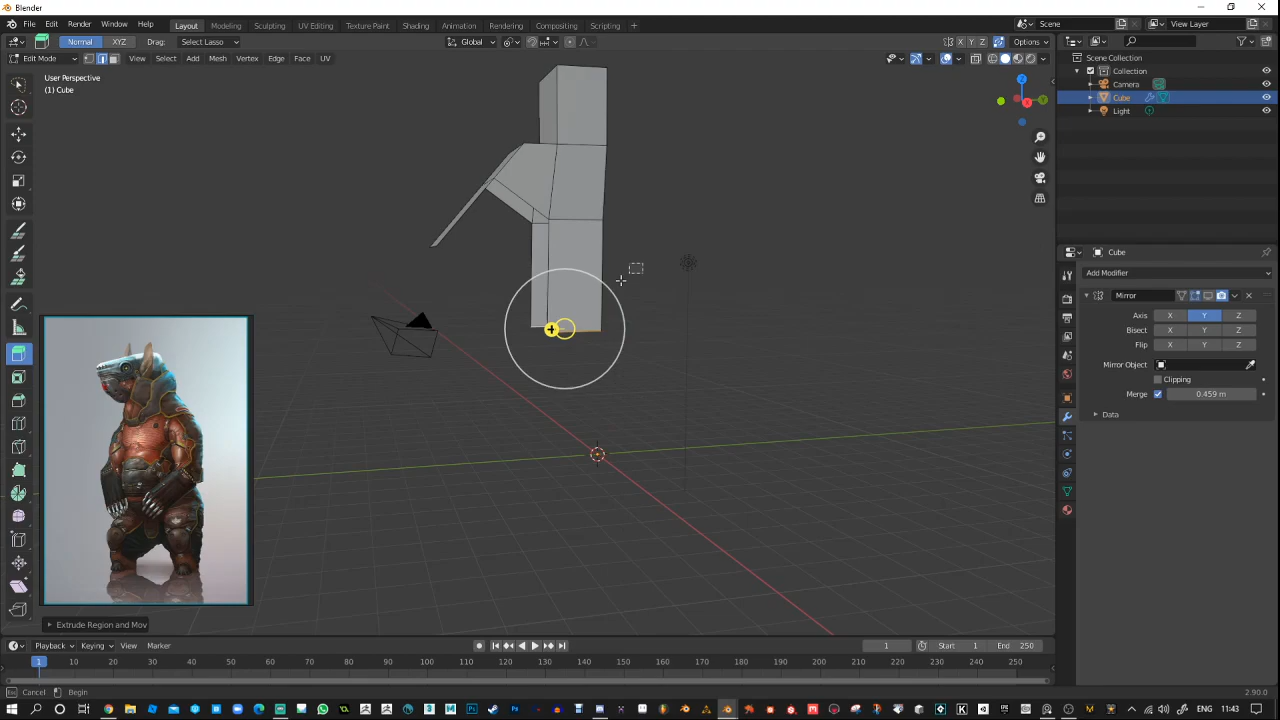 Blender
File Edit Render Window Help Layout Modeling Sculpting UV Editing Texture Paint Shading Animation Rendering Compositing Scripting + Scene View Layer
Normal XYZ Drag: Select Lasso Global X Y Z Options
Edit Mode View Select Add Mesh Vertex Edge Face UV
User Perspective
(1) Cube
Z
X
Y
Scene Collection
Collection
Camera
Cube
Light
Cube
Add Modifier
Mirror
Axis X Y Z
Bisect X Y Z
Flip X Y Z
Mirror Object
Clipping
Merge 0.459 m
Data
Extrude Region and Mov
Playback Keying View Marker 1 Start 1 End 250
1 10 20 30 40 50 60 70 80 90 100 110 120 130 140 150 160 170 180 190 200 210 220 230 240 250
Cancel Begin 2.90.0
ENG 11:43